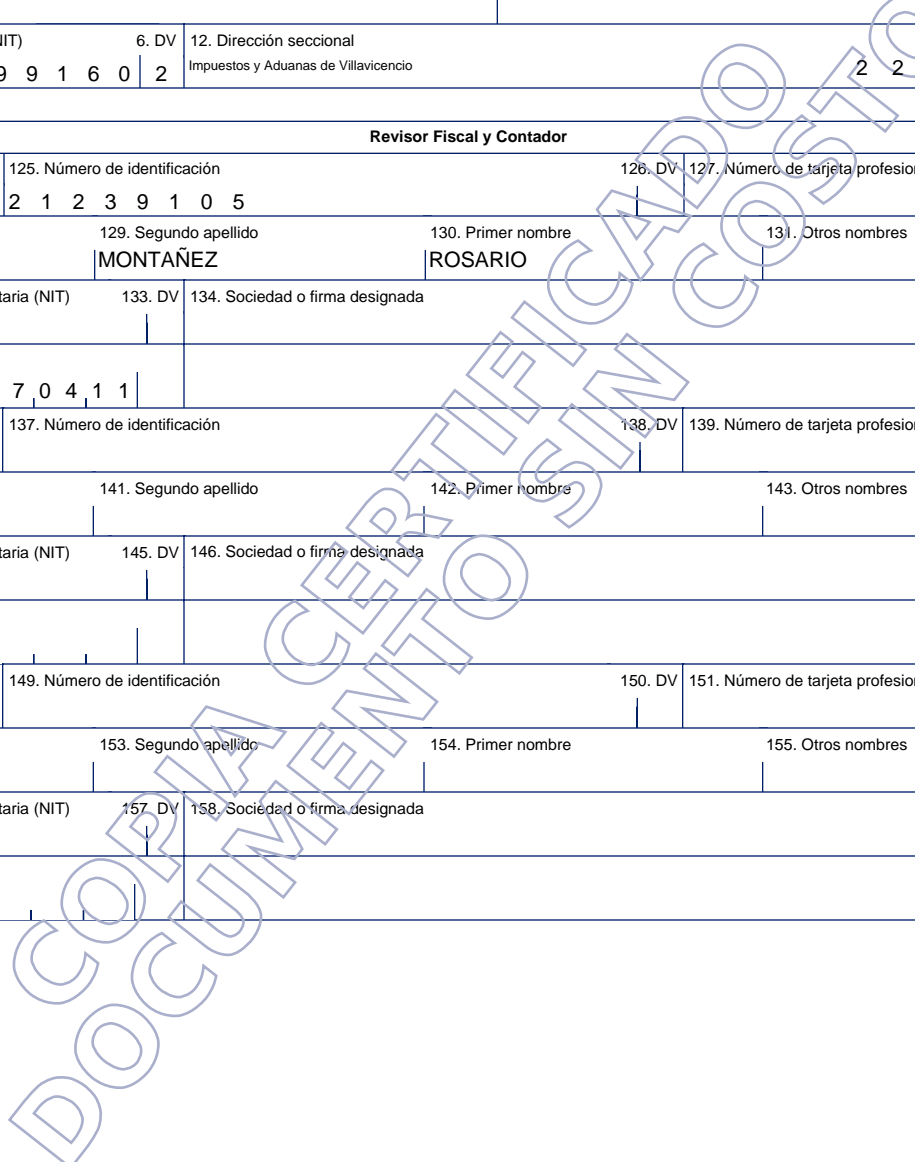 NIT) 6. DV 12. Dirección seccional
9 9 1 6 0 2 Impuestos y Aduanas de Villavicencio 2 2
Revisor Fiscal y Contador
125. Número de identificación 126. DV 127. Número de tarjeta profesion
2 1 2 3 9 1 0 5
129. Segundo apellido 130. Primer nombre 131. Otros nombres
MONTAÑEZ ROSARIO
taria (NIT) 133. DV 134. Sociedad o firma designada
7 0 4 1 1
137. Número de identificación 138. DV 139. Número de tarjeta profesion
141. Segundo apellido 142. Primer nombre 143. Otros nombres
taria (NIT) 145. DV 146. Sociedad o firma designada
149. Número de identificación 150. DV 151. Número de tarjeta profesion
153. Segundo apellido 154. Primer nombre 155. Otros nombres
taria (NIT) 157. DV 158. Sociedad o firma designada
COPIA CERTIFICADO
DOCUMENTO SIN COSTO